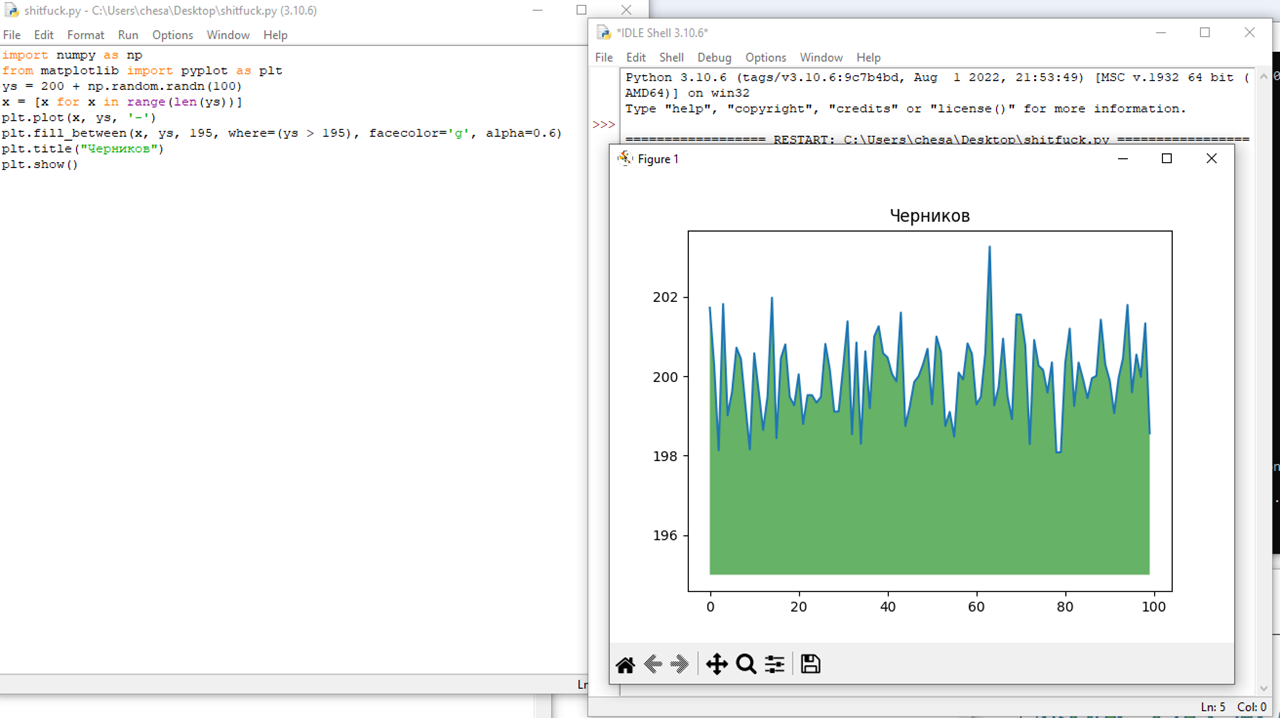 shitfuck.py - C:\Users\chesa\Desktop\shitfuck.py (3.10.6)
File Edit Format Run Options Window Help
import numpy as np
from matplotlib import pyplot as plt
ys = 200 + np.random.randn(100)
x = [x for x in range(len(ys))]
plt.plot(x, ys, '-')
plt.fill_between(x, ys, 195, where=(ys > 195), facecolor='g', alpha=0.6)
plt.title("Черников")
plt.show()
*IDLE Shell 3.10.6*
File Edit Shell Debug Options Window Help
Python 3.10.6 (tags/v3.10.6:9c7b4bd, Aug  1 2022, 21:53:49) [MSC v.1932 64 bit (
AMD64)] on win32
Type "help", "copyright", "credits" or "license()" for more information.
>>>
================== RESTART: C:\Users\chesa\Desktop\shitfuck.py =================
Figure 1
Черников
202
200
198
196
0 20 40 60 80 100
Ln: 5 Col: 0